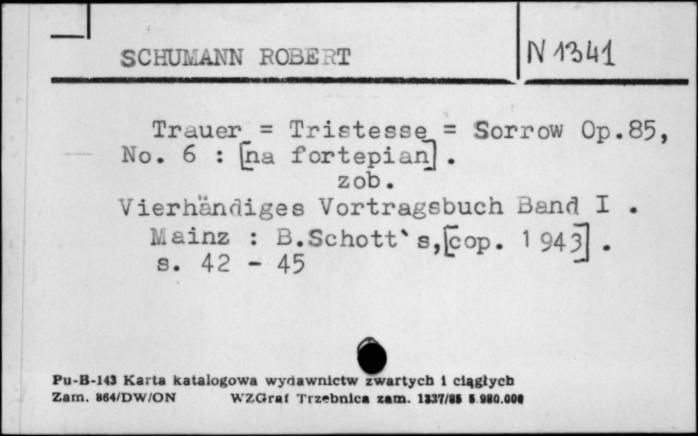 SCHUMANN ROBERT
N 1341
Trauer = Tristesse = Sorrow Op.85,
No. 6 : [na fortepian].
zob.
Vierhändiges Vortragsbuch Band I .
Mainz : B.Schott`s,[cop. 1943] .
s. 42 - 45
Pu-B-143 Karta katalogowa wydawnictw zwartych i ciągłych
Zam. 864/DW/ON WZGraf Trzebnica zam. 1337/85 5.980.000